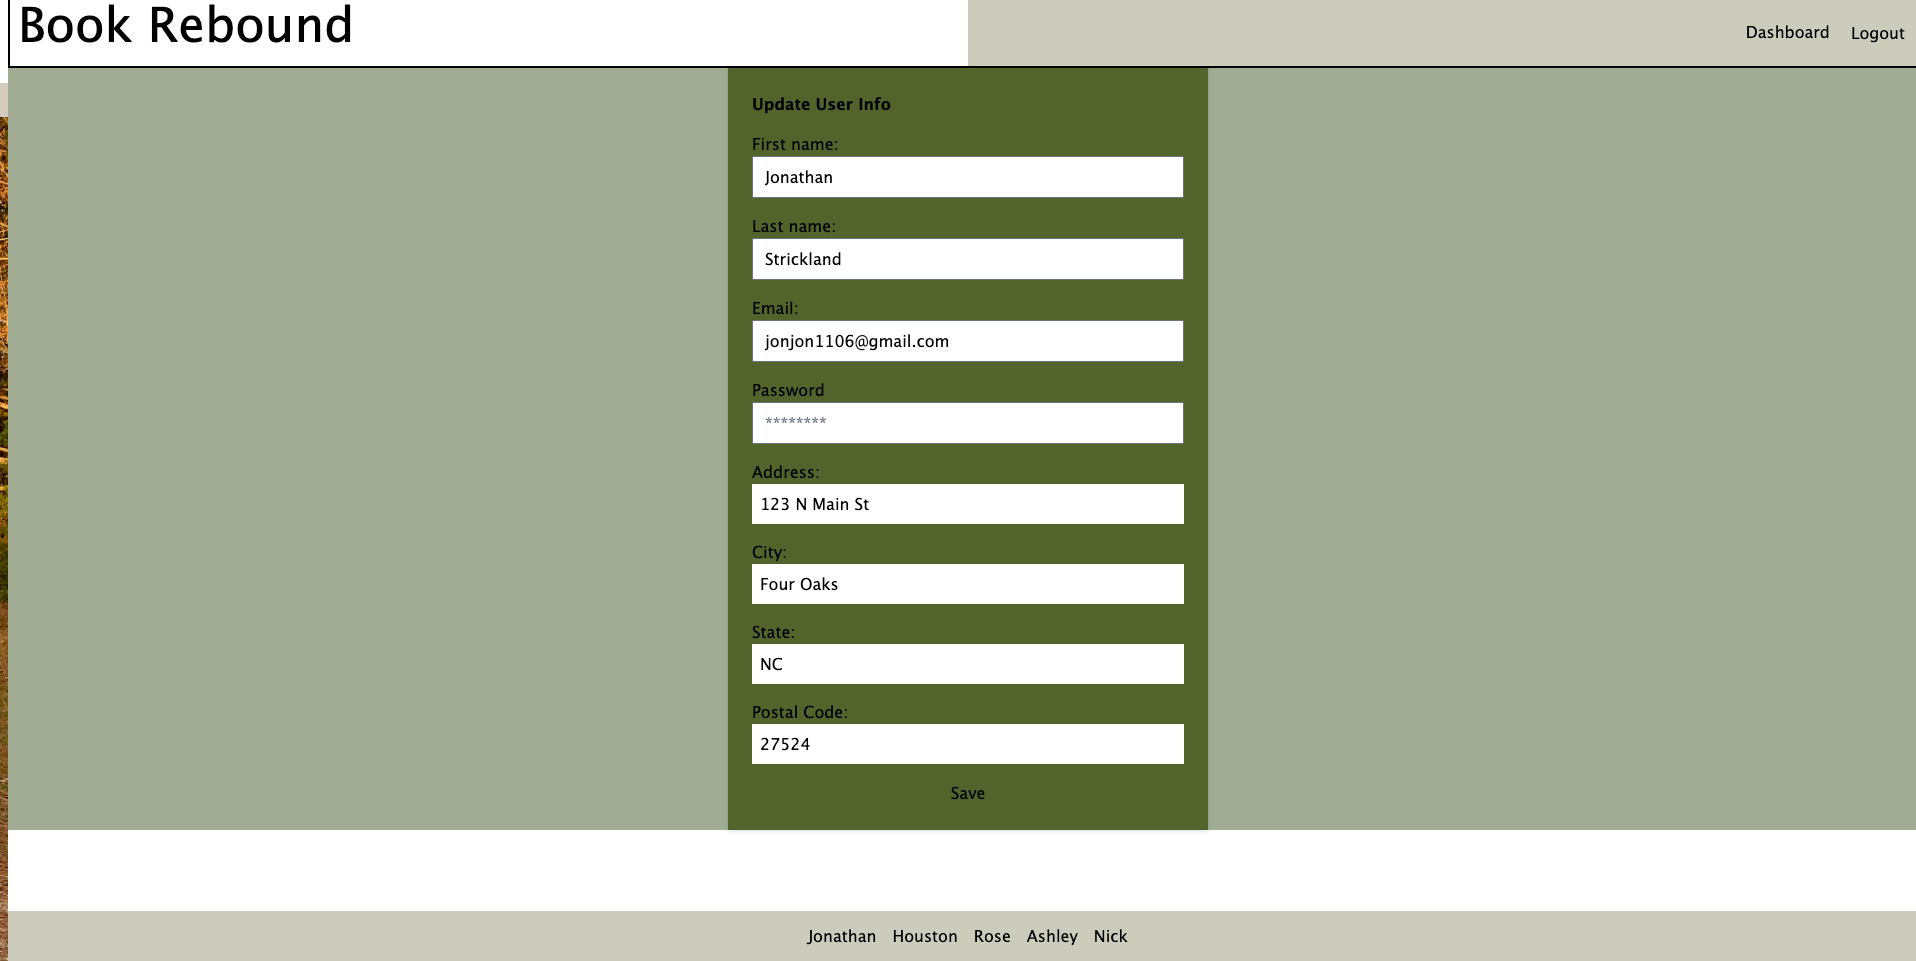 Book Rebound
Dashboard Logout
Update User Info
First name:
Jonathan
Last name:
Strickland
Email:
jonjon1106@gmail.com
Password
********
Address:
123 N Main St
City:
Four Oaks
State:
NC
Postal Code:
27524
Save
Jonathan Houston Rose Ashley Nick